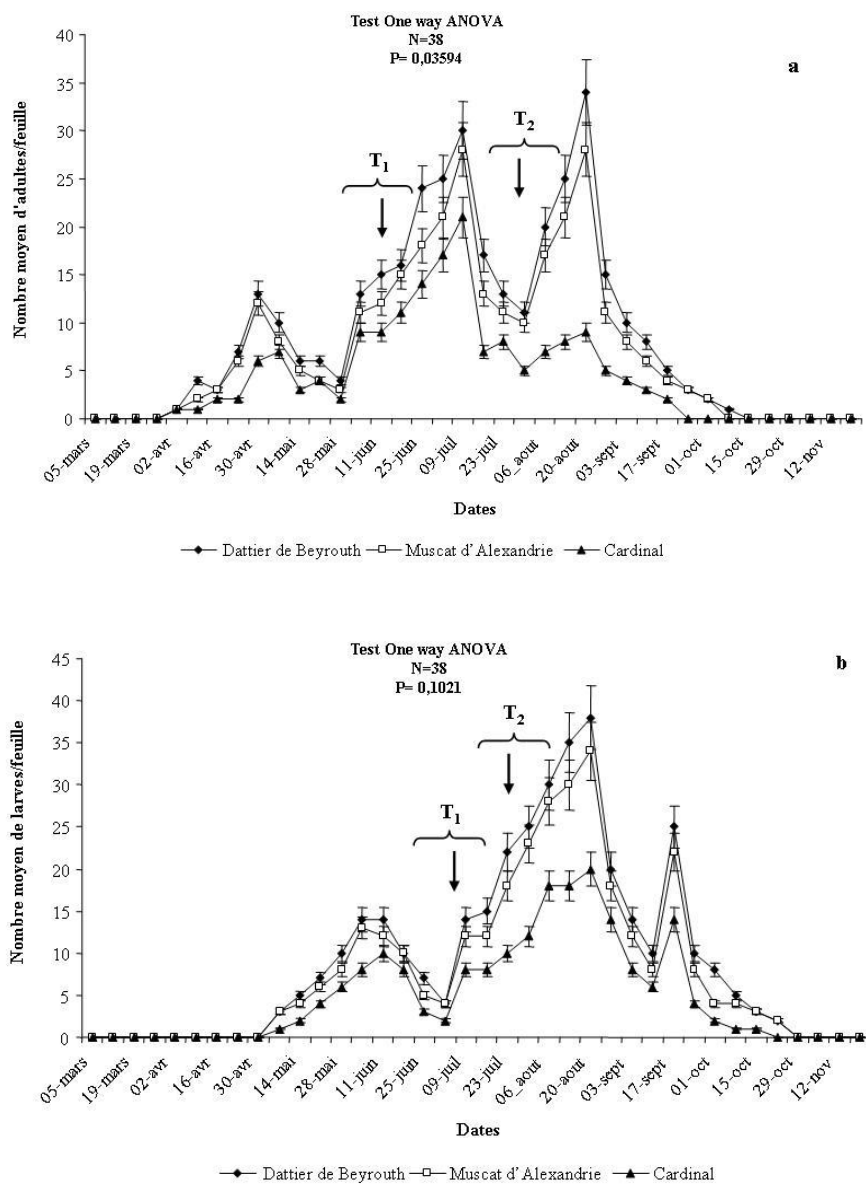 Test One way ANOVA
N=38
P= 0,03594
a
Nombre moyen d'adultes/feuille
40
35
30
25
20
15
10
5
0
T1
T2
05-mars
19-mars
02-avr
16-avr
30-avr
14-mai
28-mai
11-juin
25-juin
09-juil
23-juil
06_aout
20-aout
03-sept
17-sept
01-oct
15-oct
29-oct
12-nov
Dates
Dattier de Beyrouth
Muscat d'Alexandrie
Cardinal
Test One way ANOVA
N=38
P= 0,1021
b
Nombre moyen de larves/feuille
45
40
35
30
25
20
15
10
5
0
T1
T2
05-mars
19-mars
02-avr
16-avr
30-avr
14-mai
28-mai
11-juin
25-juin
09-juil
23-juil
06_aout
20-aout
03-sept
17-sept
01-oct
15-oct
29-oct
12-nov
Dates
Dattier de Beyrouth
Muscat d'Alexandrie
Cardinal